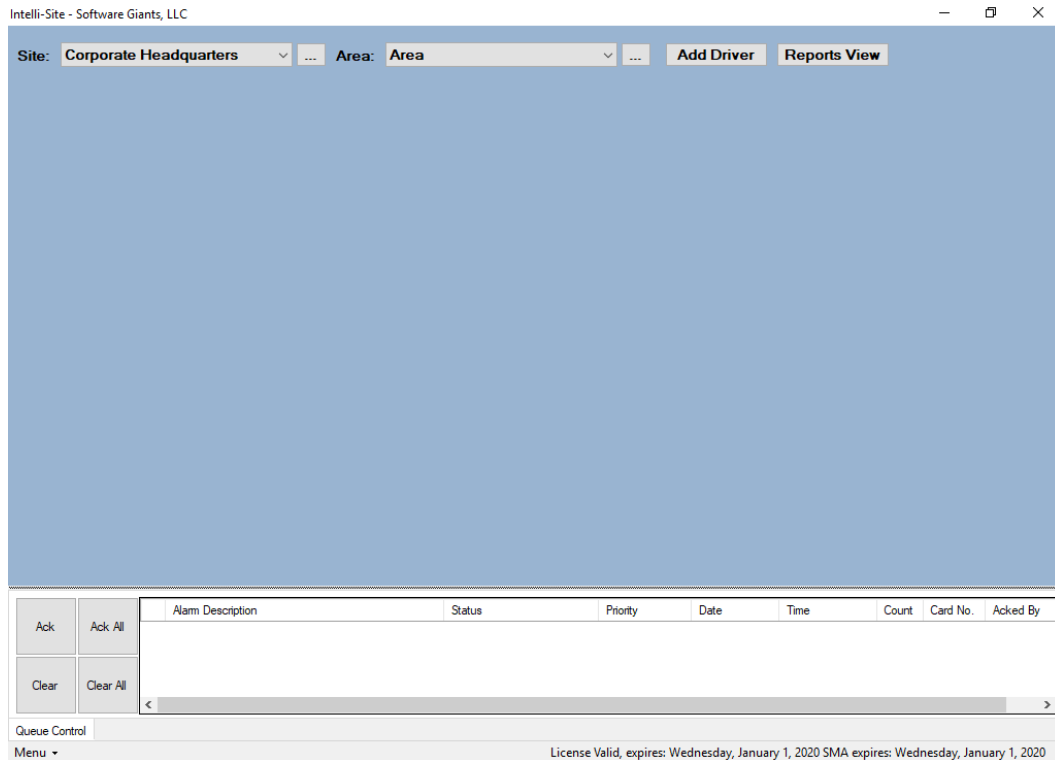 Intelli-Site - Software Giants, LLC
Site: Corporate Headquarters ... Area: Area ... Add Driver Reports View
Alarm Description Status Priority Date Time Count Card No. Acked By
Ack Ack All
Clear Clear All
Queue Control
Menu License Valid, expires: Wednesday, January 1, 2020 SMA expires: Wednesday, January 1, 2020